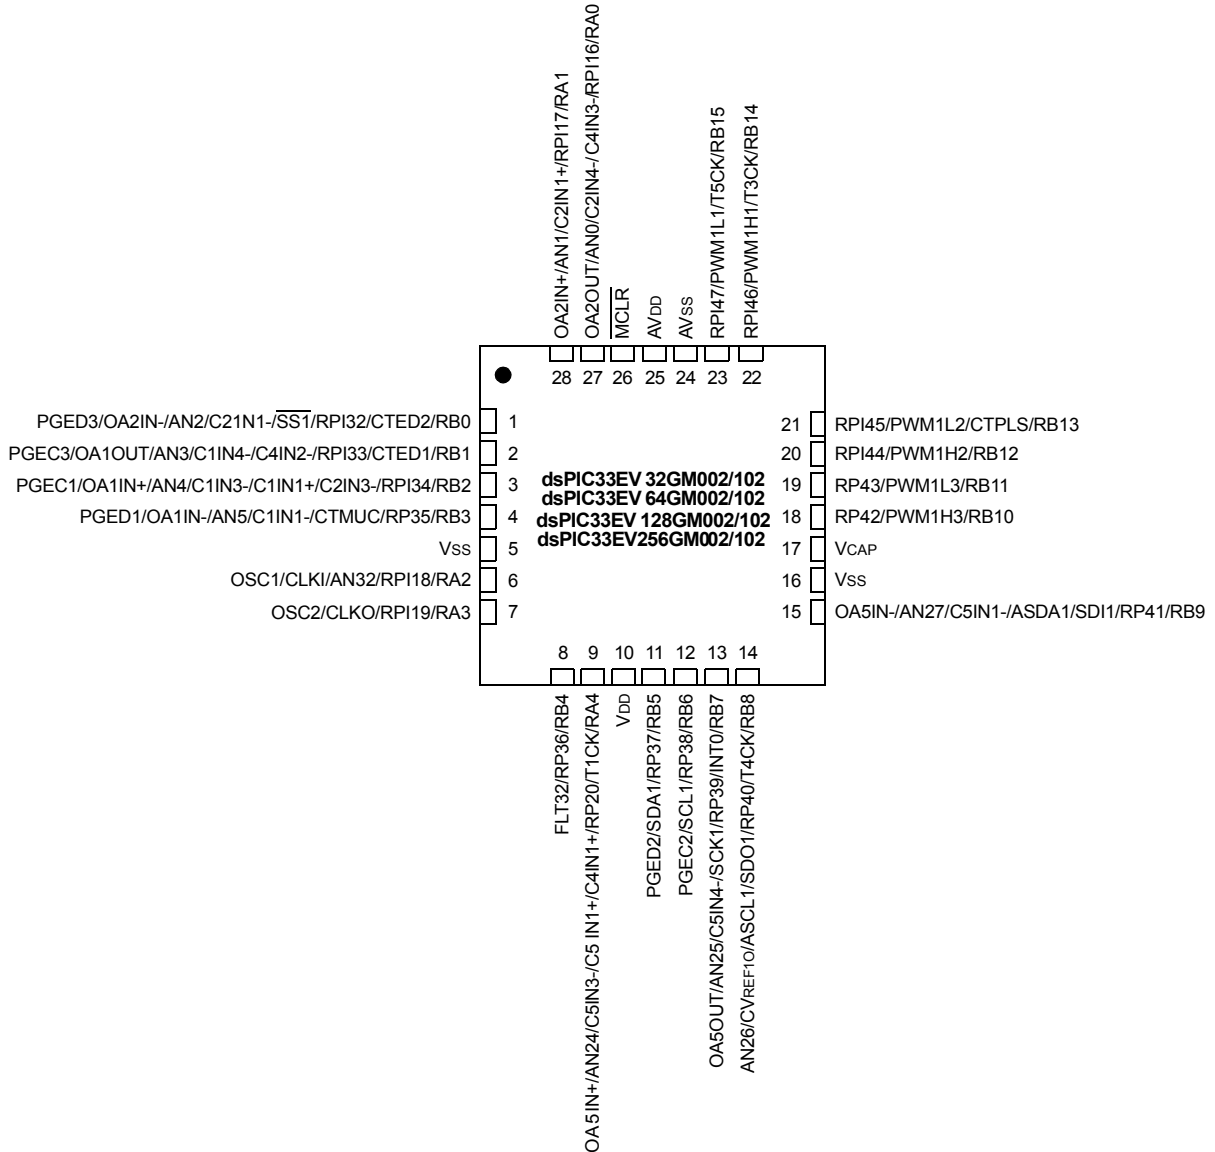 OA2IN+/AN1/C2IN1+/RPI17/RA1
OA2OUT/AN0/C2IN4-/C4IN3-/RPI16/RA0
MCLR
AVDD
AVSS
RPI47/PWM1L1/T5CK/RB15
RPI46/PWM1H1/T3CK/RB14
28 27 26 25 24 23 22
PGED3/OA2IN-/AN2/C21N1-/SS1/RPI32/CTED2/RB0 1
PGEC3/OA1OUT/AN3/C1IN4-/C4IN2-/RPI33/CTED1/RB1 2
PGEC1/OA1IN+/AN4/C1IN3-/C1IN1+/C2IN3-/RPI34/RB2 3
PGED1/OA1IN-/AN5/C1IN1-/CTMUC/RP35/RB3 4
VSS 5
OSC1/CLKI/AN32/RPI18/RA2 6
OSC2/CLKO/RPI19/RA3 7
dsPIC33EV 32GM002/102
dsPIC33EV 64GM002/102
dsPIC33EV 128GM002/102
dsPIC33EV256GM002/102
21 RPI45/PWM1L2/CTPLS/RB13
20 RPI44/PWM1H2/RB12
19 RP43/PWM1L3/RB11
18 RP42/PWM1H3/RB10
17 VCAP
16 VSS
15 OA5IN-/AN27/C5IN1-/ASDA1/SDI1/RP41/RB9
8 9 10 11 12 13 14
FLT32/RP36/RB4
OA5IN+/AN24/C5IN3-/C5 IN1+/C4IN1+/RP20/T1CK/RA4
VDD
PGED2/SDA1/RP37/RB5
PGEC2/SCL1/RP38/RB6
OA5OUT/AN25/C5IN4-/SCK1/RP39/INT0/RB7
AN26/CVREF1O/ASCL1/SDO1/RP40/T4CK/RB8